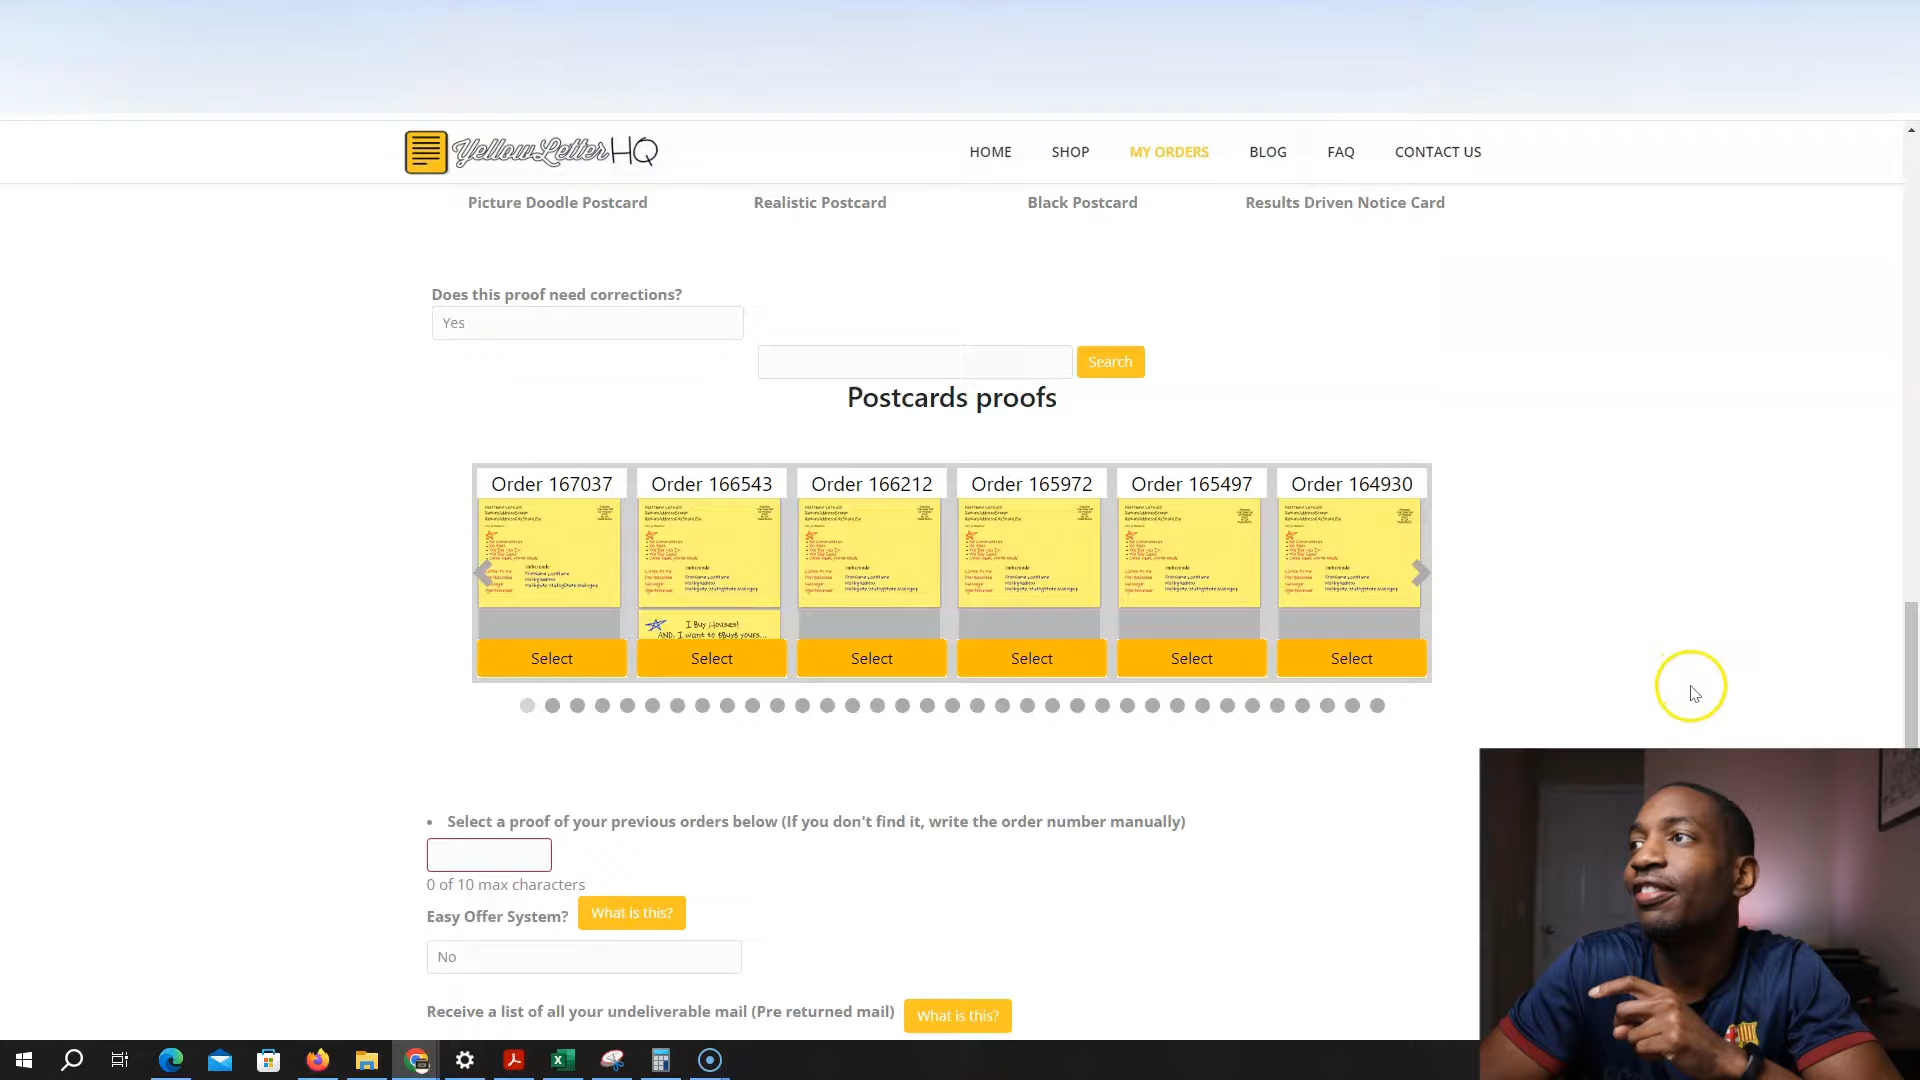 YellowLetterHQ
HOME SHOP MY ORDERS BLOG FAQ CONTACT US
Picture Doodle Postcard Realistic Postcard Black Postcard Results Driven Notice Card
Does this proof need corrections?
Yes
Search
Postcards proofs
Order 167037 Order 166543 Order 166212 Order 165972 Order 165497 Order 164930
I Buy Houses!
AND, I want to
Select Select Select Select Select Select
• Select a proof of your previous orders below (If you don't find it, write the order number manually)
0 of 10 max characters
Easy Offer System? What is this?
No
Receive a list of all your undeliverable mail (Pre returned mail) What is this?